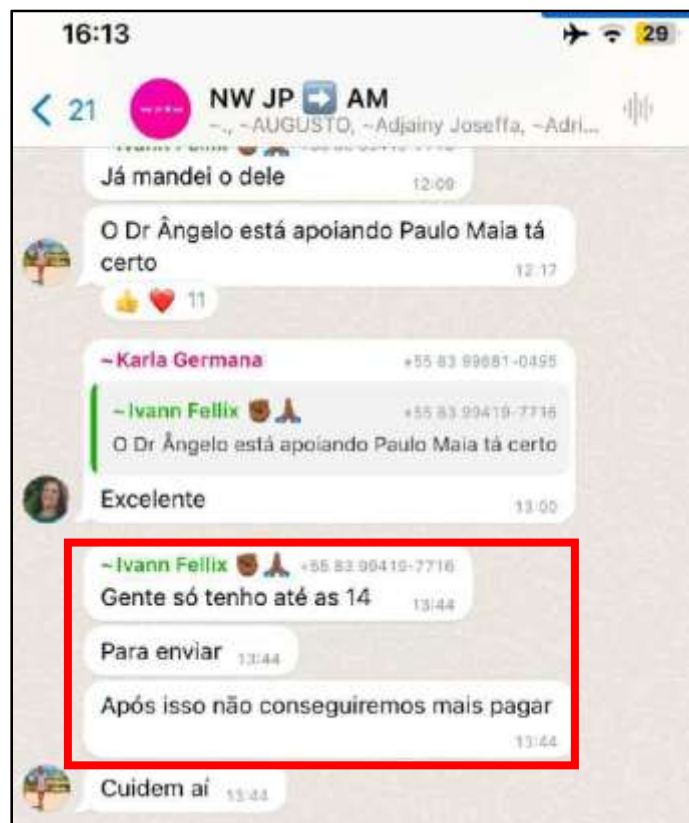 16:13
29
21
NW JP ➡️ AM
~., ~AUGUSTO, ~Adjainy Joseffa, ~Adri...
Já mandei o dele
12:09
O Dr Ângelo está apoiando Paulo Maia tá
certo
12:17
👍 ❤️ 11
~Karla Germana +55 83 99681-0495
~Ivann Fellix ✊🏾🙏🏾 +55 83 99419-7716
O Dr Ângelo está apoiando Paulo Maia tá certo
Excelente
13:00
~Ivann Fellix ✊🏾🙏🏾 +55 83 99419-7716
Gente só tenho até as 14 13:44
Para enviar 13:44
Após isso não conseguiremos mais pagar
13:44
Cuidem aí 13:44